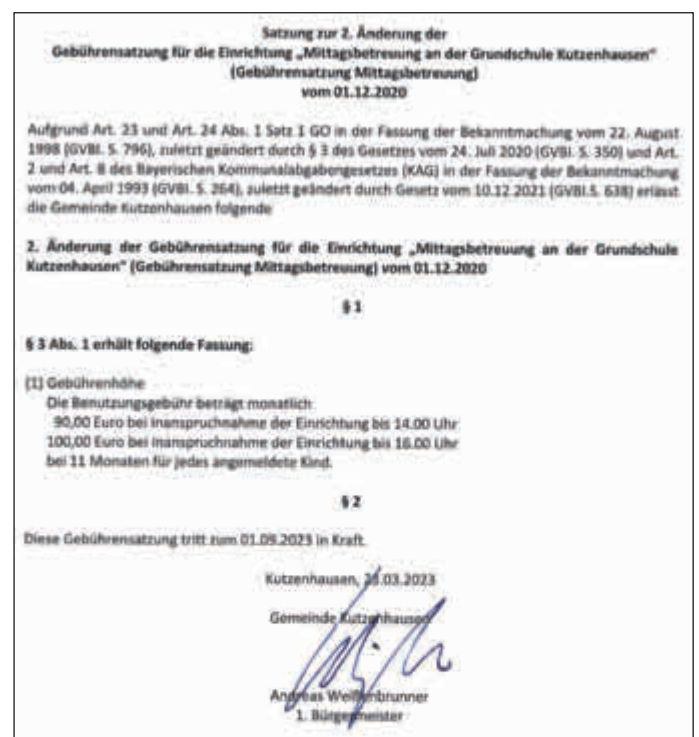 Satzung zur 2. Änderung der
Gebührensatzung für die Einrichtung „Mittagsbetreuung an der Grundschule Kutzenhausen"
(Gebührensatzung Mittagsbetreuung)
vom 01.12.2020
Aufgrund Art. 23 und Art. 24 Abs. 1 Satz 1 GO in der Fassung der Bekanntmachung vom 22. August
1998 (GVBl. S. 796), zuletzt geändert durch § 3 des Gesetzes vom 24. Juli 2020 (GVBl. S. 350) und Art.
2 und Art. 8 des Bayerischen Kommunalabgabengesetzes (KAG) in der Fassung der Bekanntmachung
vom 04. April 1993 (GVBl. S. 264), zuletzt geändert durch Gesetz vom 10.12.2021 (GVBl.S. 638) erlässt
die Gemeinde Kutzenhausen folgende
2. Änderung der Gebührensatzung für die Einrichtung „Mittagsbetreuung an der Grundschule
Kutzenhausen" (Gebührensatzung Mittagsbetreuung) vom 01.12.2020
§ 1
§ 3 Abs. 1 erhält folgende Fassung:
(1) Gebührenhöhe
Die Benutzungsgebühr beträgt monatlich
90,00 Euro bei Inanspruchnahme der Einrichtung bis 14.00 Uhr
100,00 Euro bei Inanspruchnahme der Einrichtung bis 16.00 Uhr
bei 11 Monaten für jedes angemeldete Kind.
§ 2
Diese Gebührensatzung tritt zum 01.09.2023 in Kraft.
Kutzenhausen, .03.2023
Gemeinde Kutzenhausen
Andreas Weißenbrunner
1. Bürgermeister